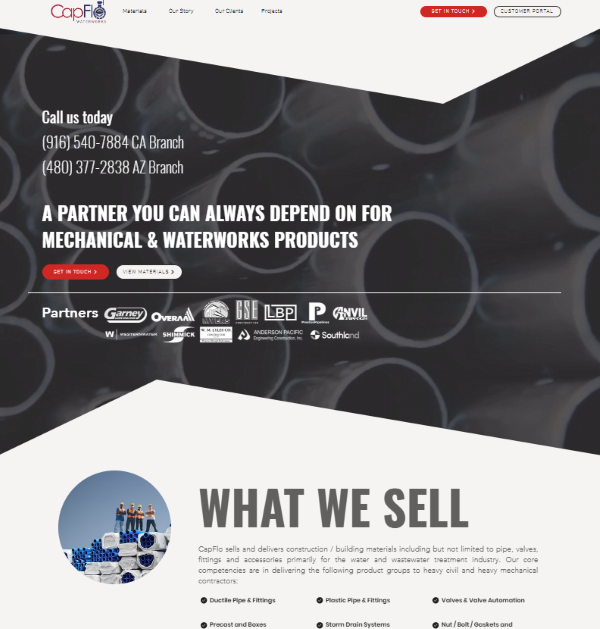 CapFlo
WATERWORKS
Materials Our Story Our Clients Projects GET IN TOUCH CUSTOMER PORTAL
Call us today
(916) 540-7884 CA Branch
(480) 377-2838 AZ Branch
A PARTNER YOU CAN ALWAYS DEPEND ON FOR
MECHANICAL & WATERWORKS PRODUCTS
GET IN TOUCH VIEW MATERIALS
Partners Garney OVERAA GSE LBP P ANVIL
W WESTERN WATER SHIMMICK ANDERSON PACIFIC Southland
Engineering Construction, Inc.
WHAT WE SELL
CapFlo sells and delivers construction / building materials including but not limited to pipe, valves,
fittings and accessories primarily for the water and wastewater treatment industry. Our core
competencies are in delivering the following product groups to heavy civil and heavy mechanical
contractors:
Ductile Pipe & Fittings Plastic Pipe & Fittings Valves & Valve Automation
Precast and Boxes Storm Drain Systems Nut / Bolt / Gaskets and